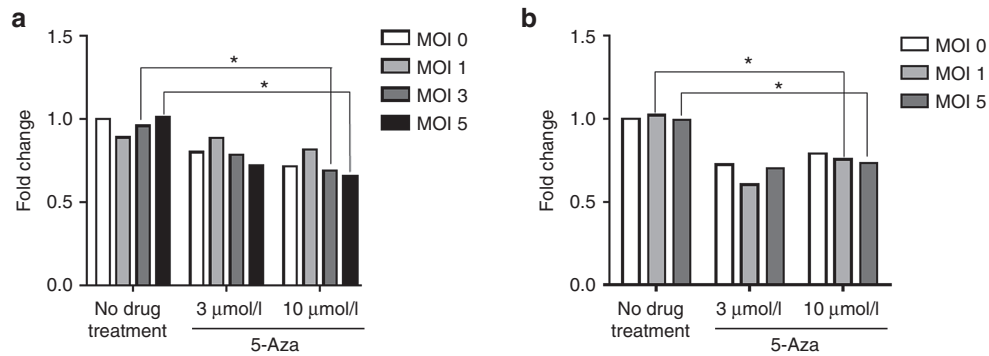 a
1.5
1.0
0.5
0.0
Fold change
*
*
MOI 0
MOI 1
MOI 3
MOI 5
No drug
treatment
3 μmol/l
10 μmol/l
5-Aza
b
1.5
1.0
0.5
0.0
Fold change
*
*
MOI 0
MOI 1
MOI 5
No drug
treatment
3 μmol/l
10 μmol/l
5-Aza